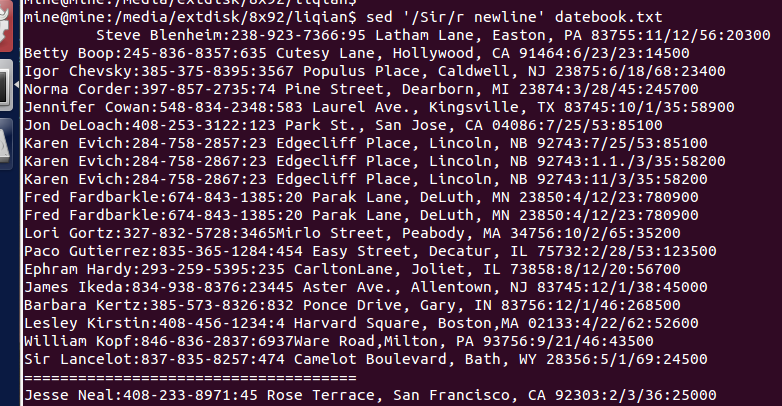 mine@mine:/media/extdisk/8x92/liqian$
mine@mine:/media/extdisk/8x92/liqian$ sed '/Sir/r newline' datebook.txt
Steve Blenheim:238-923-7366:95 Latham Lane, Easton, PA 83755:11/12/56:20300
Betty Boop:245-836-8357:635 Cutesy Lane, Hollywood, CA 91464:6/23/23:14500
Igor Chevsky:385-375-8395:3567 Populus Place, Caldwell, NJ 23875:6/18/68:23400
Norma Corder:397-857-2735:74 Pine Street, Dearborn, MI 23874:3/28/45:245700
Jennifer Cowan:548-834-2348:583 Laurel Ave., Kingsville, TX 83745:10/1/35:58900
Jon DeLoach:408-253-3122:123 Park St., San Jose, CA 04086:7/25/53:85100
Karen Evich:284-758-2857:23 Edgecliff Place, Lincoln, NB 92743:7/25/53:85100
Karen Evich:284-758-2867:23 Edgecliff Place, Lincoln, NB 92743:1.1./3/35:58200
Karen Evich:284-758-2867:23 Edgecliff Place, Lincoln, NB 92743:11/3/35:58200
Fred Fardbarkle:674-843-1385:20 Parak Lane, DeLuth, MN 23850:4/12/23:780900
Fred Fardbarkle:674-843-1385:20 Parak Lane, DeLuth, MN 23850:4/12/23:780900
Lori Gortz:327-832-5728:3465Mirlo Street, Peabody, MA 34756:10/2/65:35200
Paco Gutierrez:835-365-1284:454 Easy Street, Decatur, IL 75732:2/28/53:123500
Ephram Hardy:293-259-5395:235 CarltonLane, Joliet, IL 73858:8/12/20:56700
James Ikeda:834-938-8376:23445 Aster Ave., Allentown, NJ 83745:12/1/38:45000
Barbara Kertz:385-573-8326:832 Ponce Drive, Gary, IN 83756:12/1/46:268500
Lesley Kirstin:408-456-1234:4 Harvard Square, Boston,MA 02133:4/22/62:52600
William Kopf:846-836-2837:6937Ware Road,Milton, PA 93756:9/21/46:43500
Sir Lancelot:837-835-8257:474 Camelot Boulevard, Bath, WY 28356:5/1/69:24500
=====================================
Jesse Neal:408-233-8971:45 Rose Terrace, San Francisco, CA 92303:2/3/36:25000